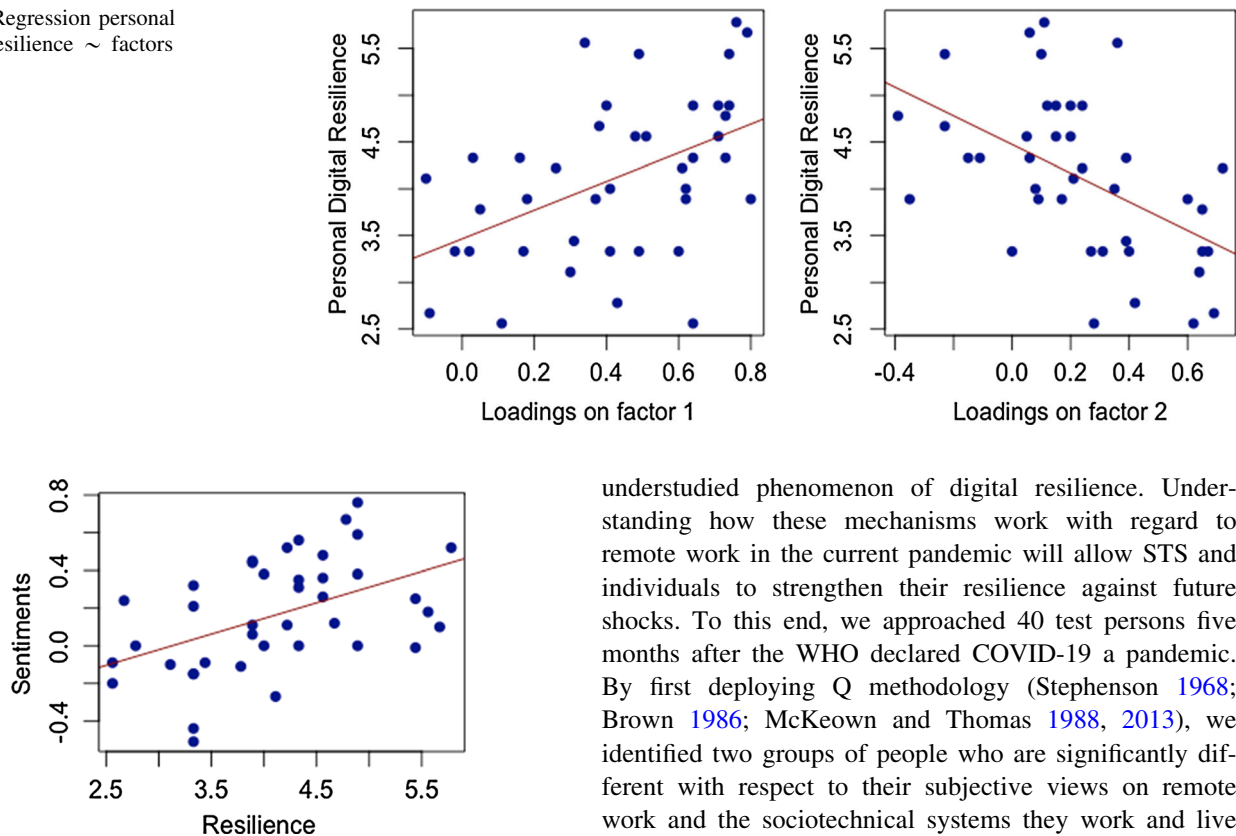 Regression personal
esilience ∼ factors
Personal Digital Resilience
5.5
4.5
3.5
2.5
0.0 0.2 0.4 0.6 0.8
Loadings on factor 1
Personal Digital Resilience
5.5
4.5
3.5
2.5
-0.4 0.0 0.2 0.4 0.6
Loadings on factor 2
Sentiments
0.8
0.4
0.0
-0.4
2.5 3.5 4.5 5.5
Resilience
understudied phenomenon of digital resilience. Under-
standing how these mechanisms work with regard to
remote work in the current pandemic will allow STS and
individuals to strengthen their resilience against future
shocks. To this end, we approached 40 test persons five
months after the WHO declared COVID-19 a pandemic.
By first deploying Q methodology (Stephenson 1968;
Brown 1986; McKeown and Thomas 1988, 2013), we
identified two groups of people who are significantly dif-
ferent with respect to their subjective views on remote
work and the sociotechnical systems they work and live